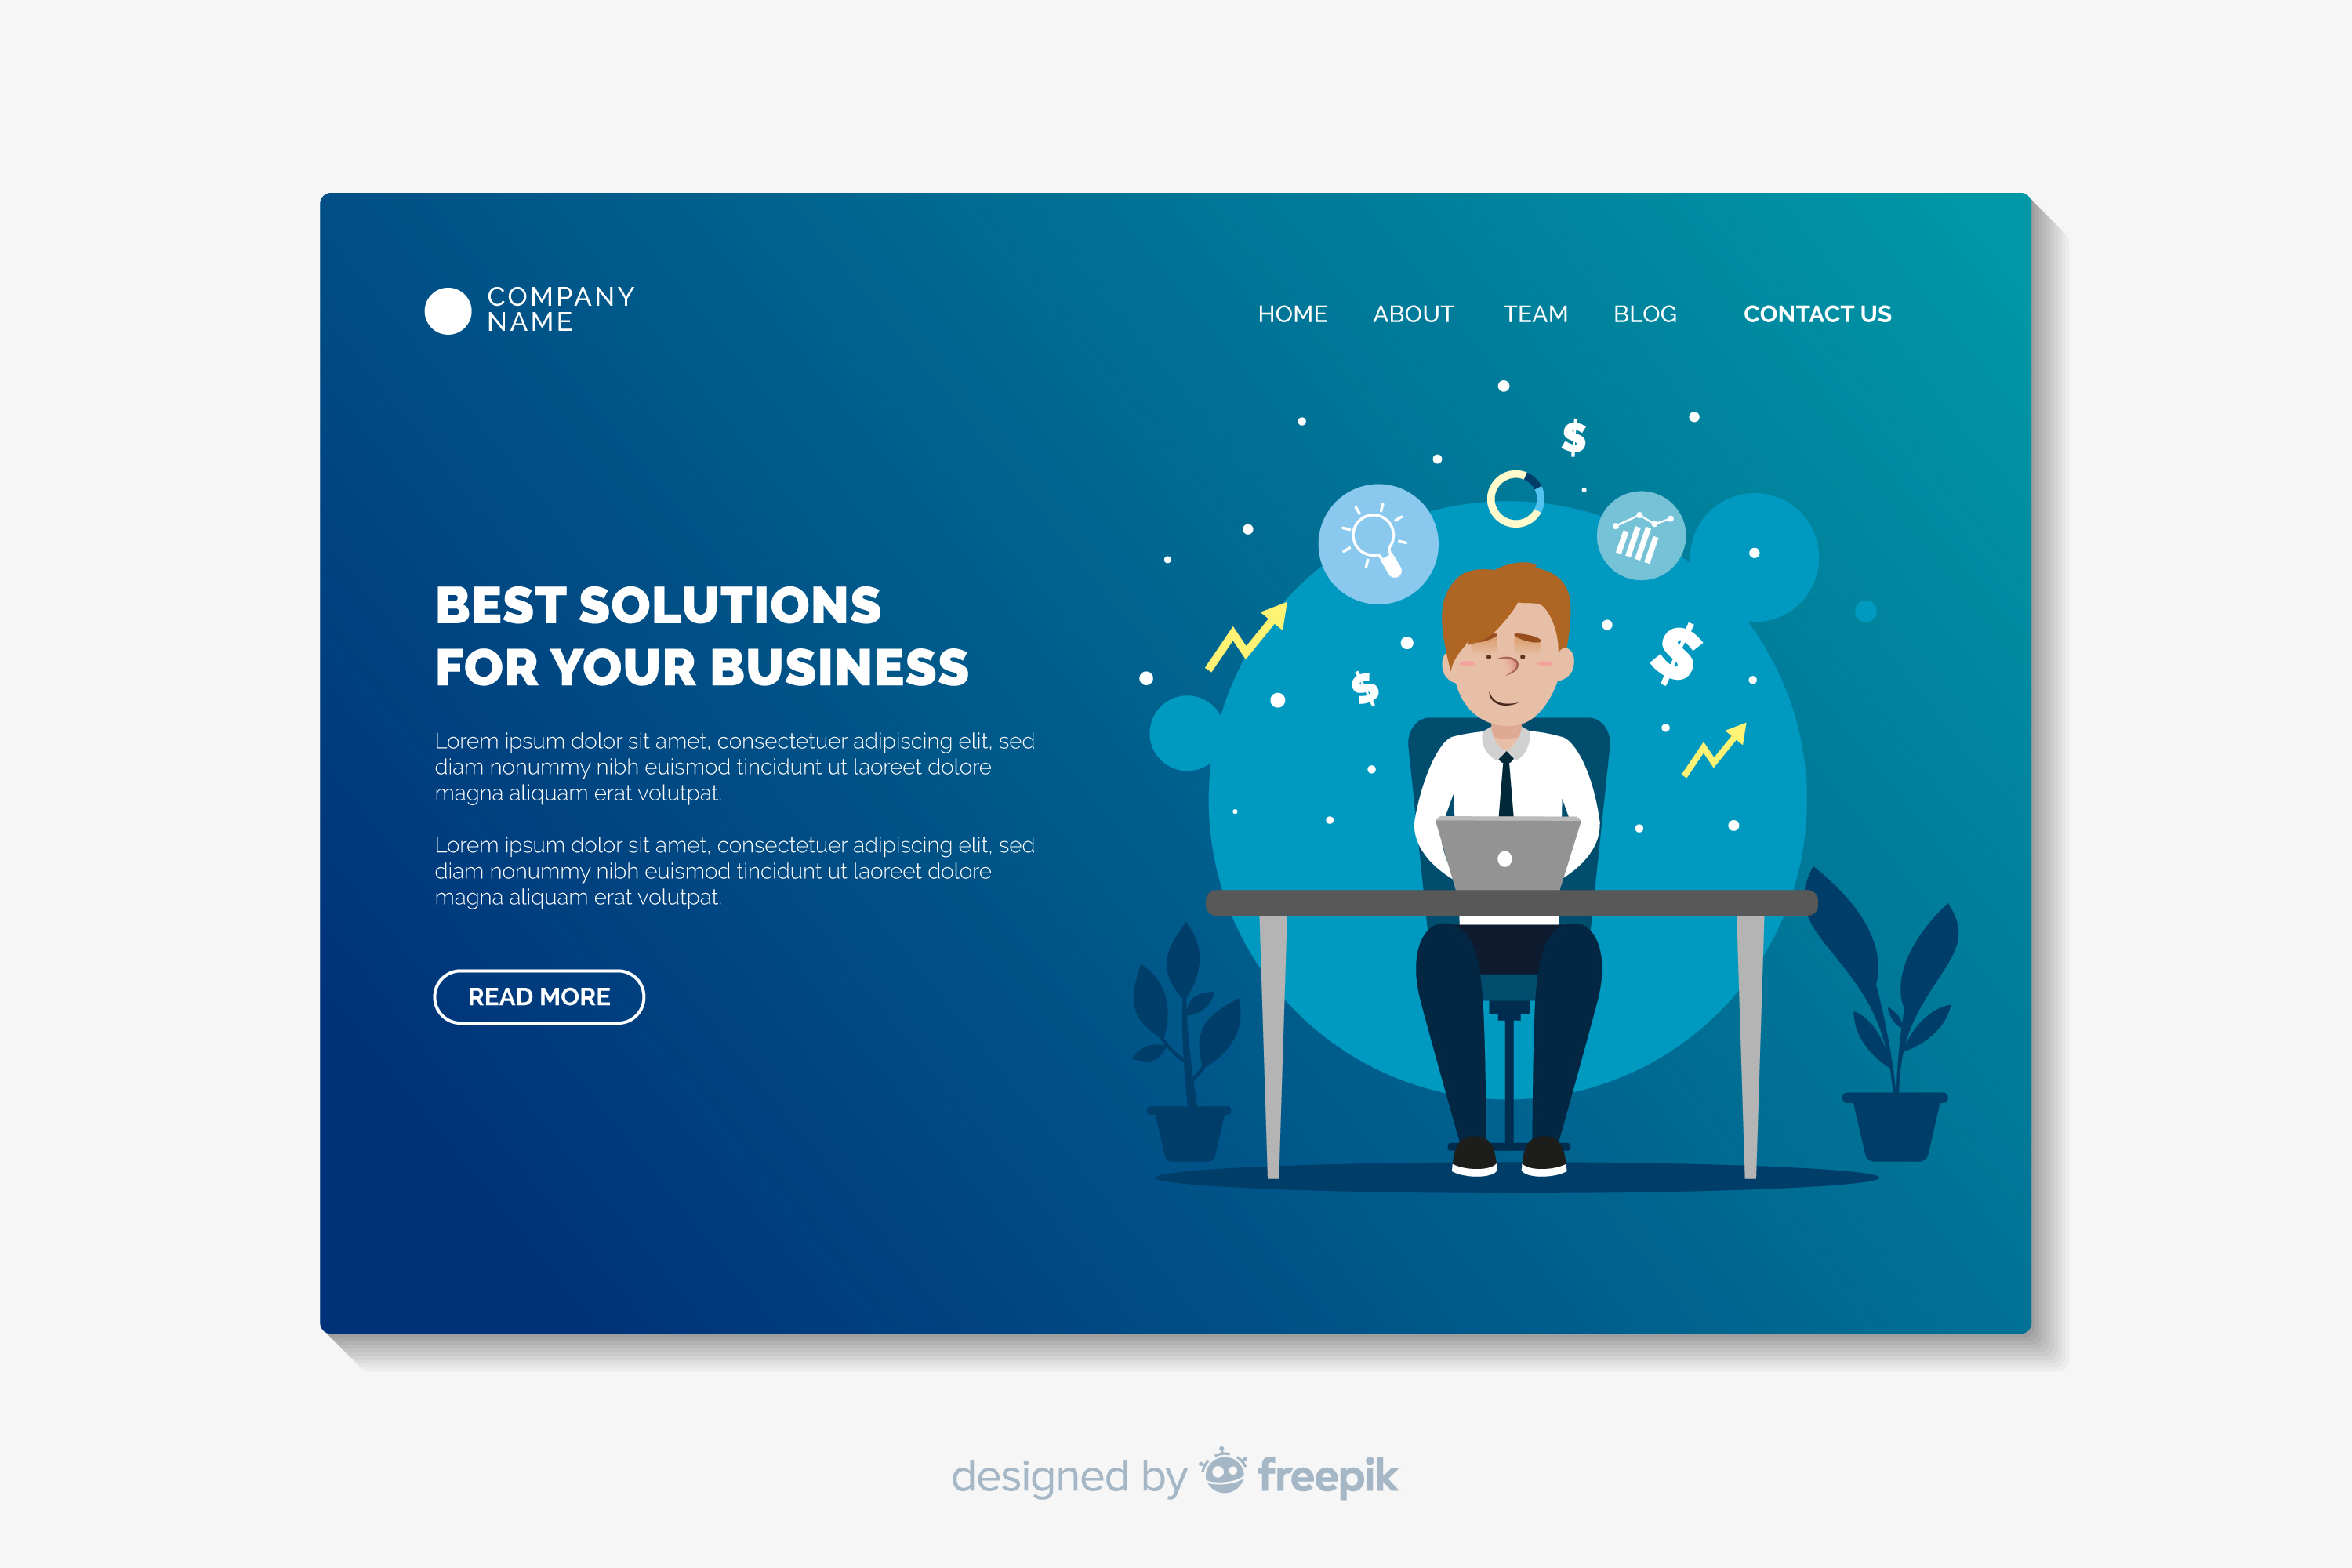 COMPANY
NAME
HOME ABOUT TEAM BLOG CONTACT US
$
BEST SOLUTIONS
FOR YOUR BUSINESS
$
$
Lorem ipsum dolor sit amet, consectetuer adipiscing elit, sed
diam nonummy nibh euismod tincidunt ut laoreet dolore
magna aliquam erat volutpat.
Lorem ipsum dolor sit amet, consectetuer adipiscing elit, sed
diam nonummy nibh euismod tincidunt ut laoreet dolore
magna aliquam erat volutpat.
READ MORE
designed by freepik